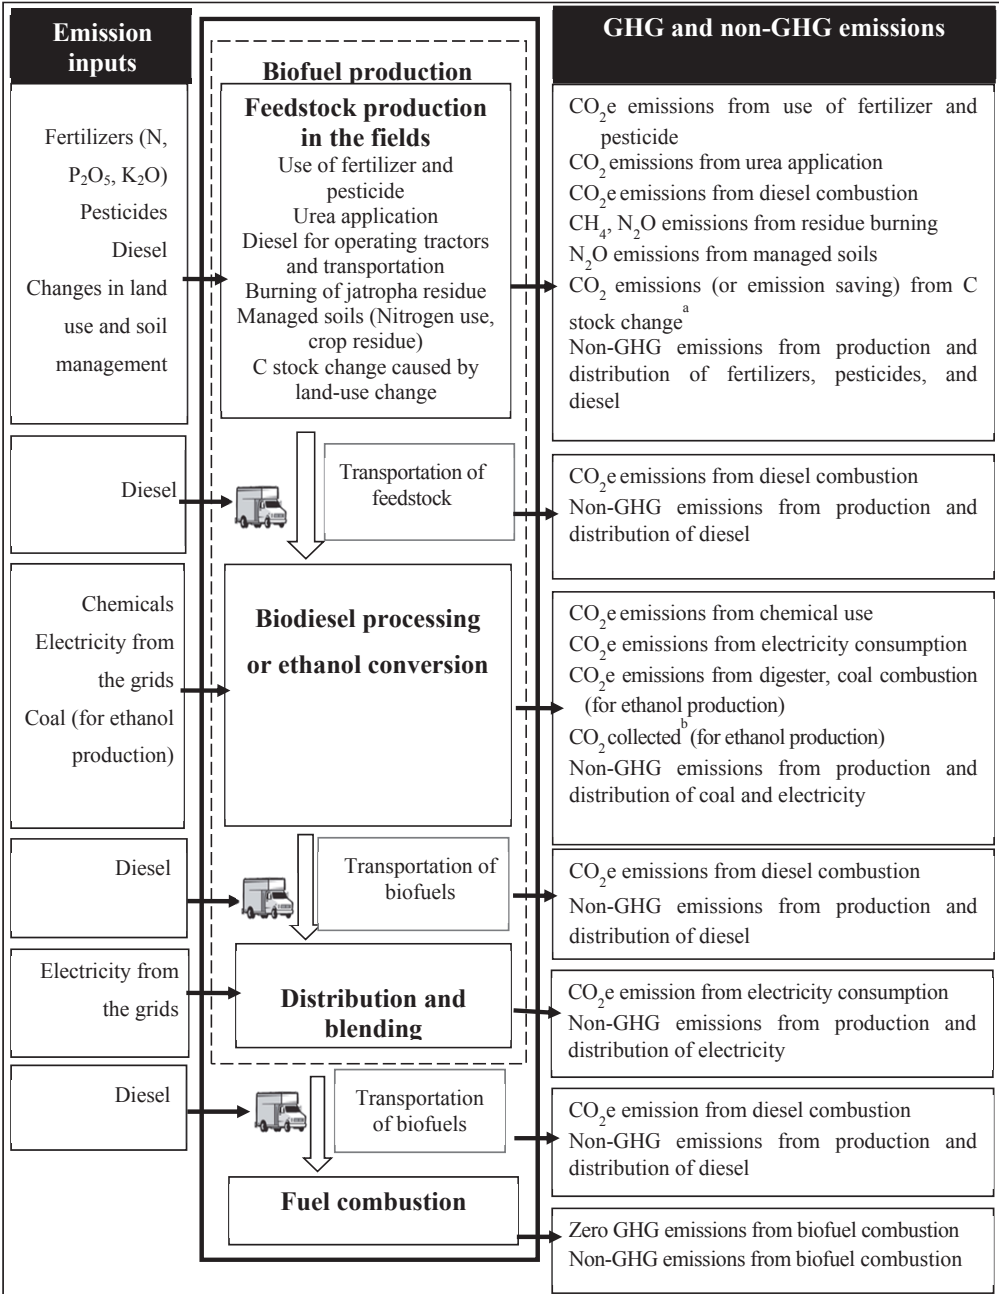 Emission
inputs
Biofuel production
GHG and non-GHG emissions
Fertilizers (N,
P₂O₅, K₂O)
Pesticides
Diesel
Changes in land
use and soil
management
Feedstock production
in the fields
Use of fertilizer and
pesticide
Urea application
Diesel for operating tractors
and transportation
Burning of jatropha residue
Managed soils (Nitrogen use,
crop residue)
C stock change caused by
land-use change
CO₂e emissions from use of fertilizer and
pesticide
CO₂ emissions from urea application
CO₂e emissions from diesel combustion
CH₄, N₂O emissions from residue burning
N₂O emissions from managed soils
CO₂ emissions (or emission saving) from C
stock changeᵃ
Non-GHG emissions from production and
distribution of fertilizers, pesticides, and
diesel
Diesel
Transportation of
feedstock
CO₂e emissions from diesel combustion
Non-GHG emissions from production and
distribution of diesel
Chemicals
Electricity from
the grids
Coal (for ethanol
production)
Biodiesel processing
or ethanol conversion
CO₂e emissions from chemical use
CO₂e emissions from electricity consumption
CO₂e emissions from digester, coal combustion
(for ethanol production)
CO₂ collectedᵇ (for ethanol production)
Non-GHG emissions from production and
distribution of coal and electricity
Diesel
Transportation of
biofuels
CO₂e emissions from diesel combustion
Non-GHG emissions from production and
distribution of diesel
Electricity from
the grids
Distribution and
blending
CO₂e emission from electricity consumption
Non-GHG emissions from production and
distribution of electricity
Diesel
Transportation
of biofuels
CO₂e emission from diesel combustion
Non-GHG emissions from production and
distribution of diesel
Fuel combustion
Zero GHG emissions from biofuel combustion
Non-GHG emissions from biofuel combustion